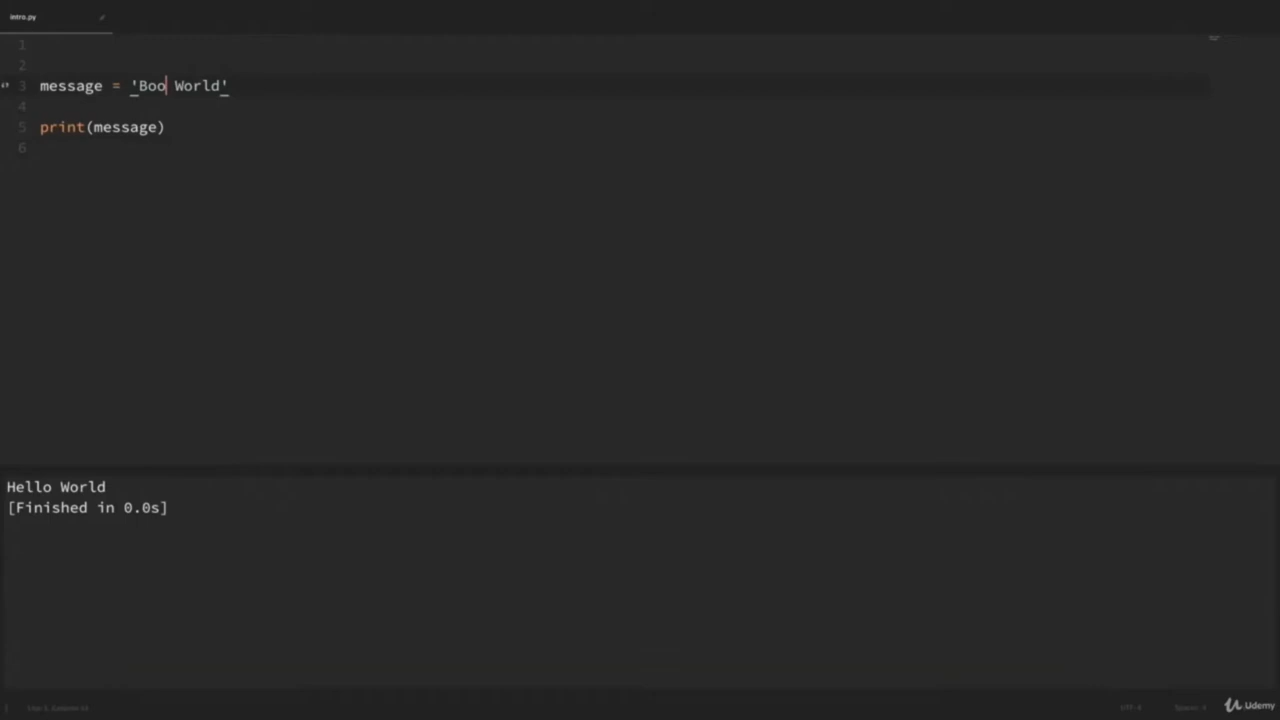 intro.py
1
2
3 message = 'Boo World'
4
5 print(message)
6
Hello World
[Finished in 0.0s]
Udemy